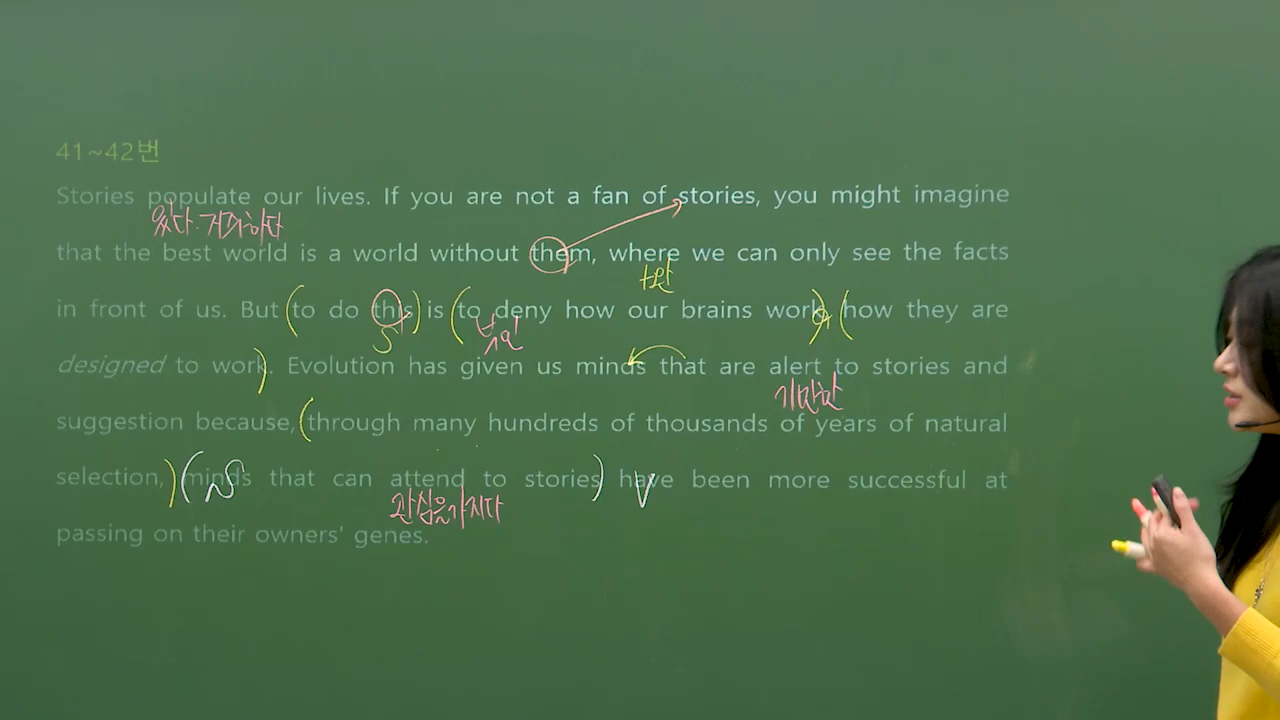 41~42번
Stories populate our lives. If you are not a fan of stories, you might imagine
있다. 거주하다
that the best world is a world without them, where we can only see the facts
in front of us. But (to do this) is (to deny how our brains work), (how they are
S 부인
designed to work). Evolution has given us minds that are alert to stories and
기민한
suggestion because, (through many hundreds of thousands of years of natural
selection,) (minds that can attend to stories) have been more successful at
S 관심을가지다 V
passing on their owners' genes.